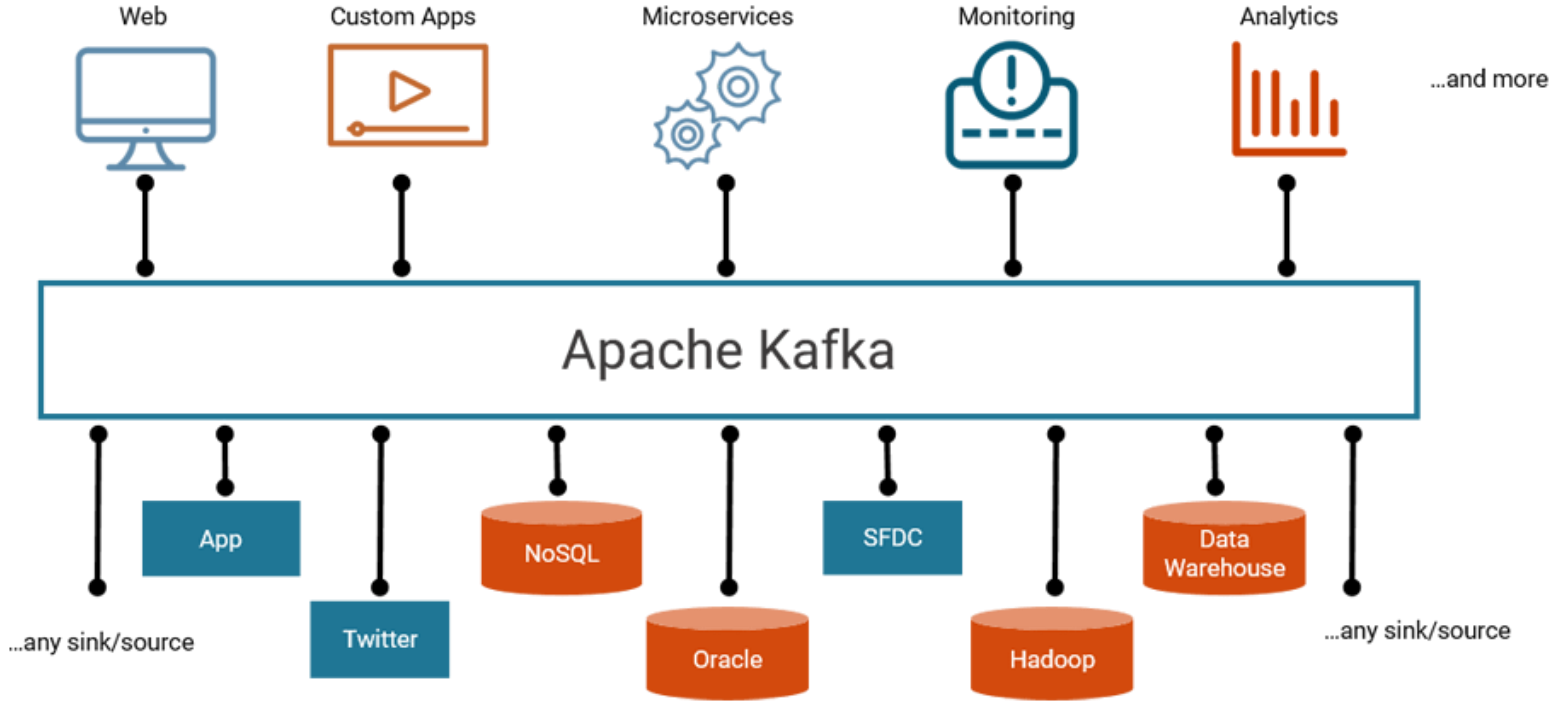 Web
Custom Apps
Microservices
Monitoring
Analytics
...and more
Apache Kafka
App
NoSQL
SFDC
Data
Warehouse
...any sink/source
Twitter
Oracle
Hadoop
...any sink/source